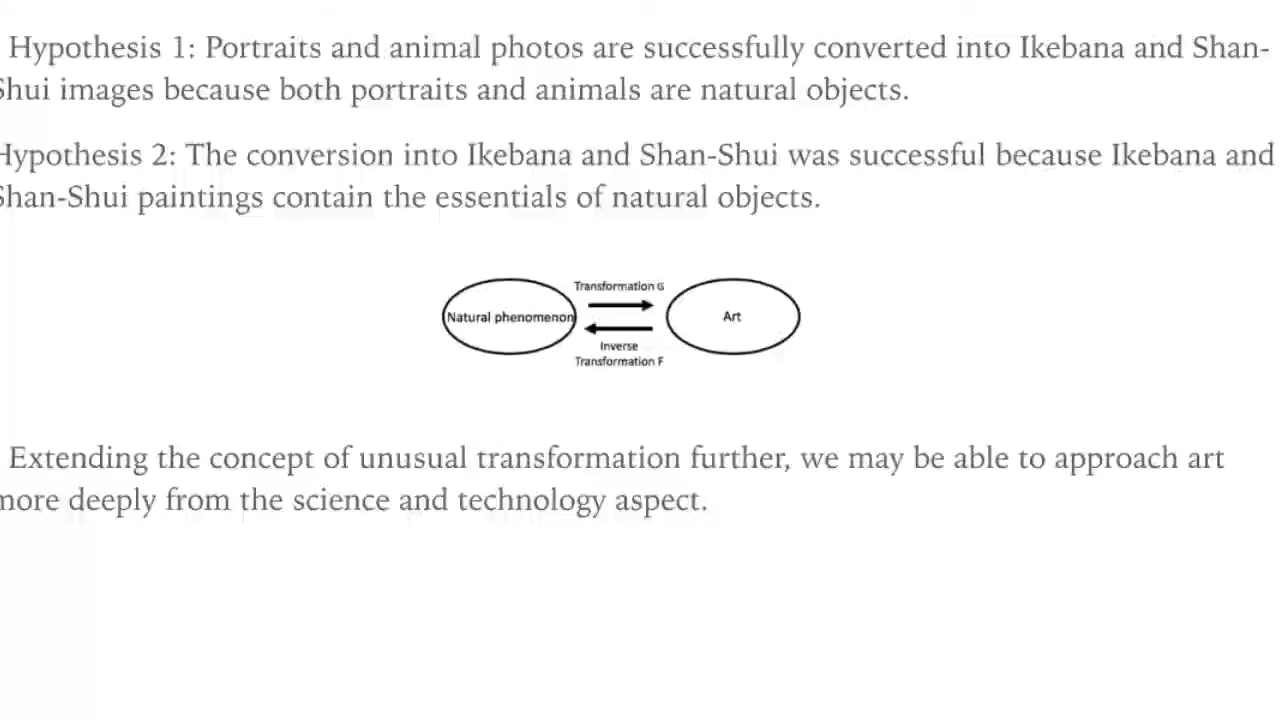 Hypothesis 1: Portraits and animal photos are successfully converted into Ikebana and Shan-
Shui images because both portraits and animals are natural objects.
Hypothesis 2: The conversion into Ikebana and Shan-Shui was successful because Ikebana and
Shan-Shui paintings contain the essentials of natural objects.
Transformation G
Natural phenomenon
Art
Inverse
Transformation F
Extending the concept of unusual transformation further, we may be able to approach art
more deeply from the science and technology aspect.